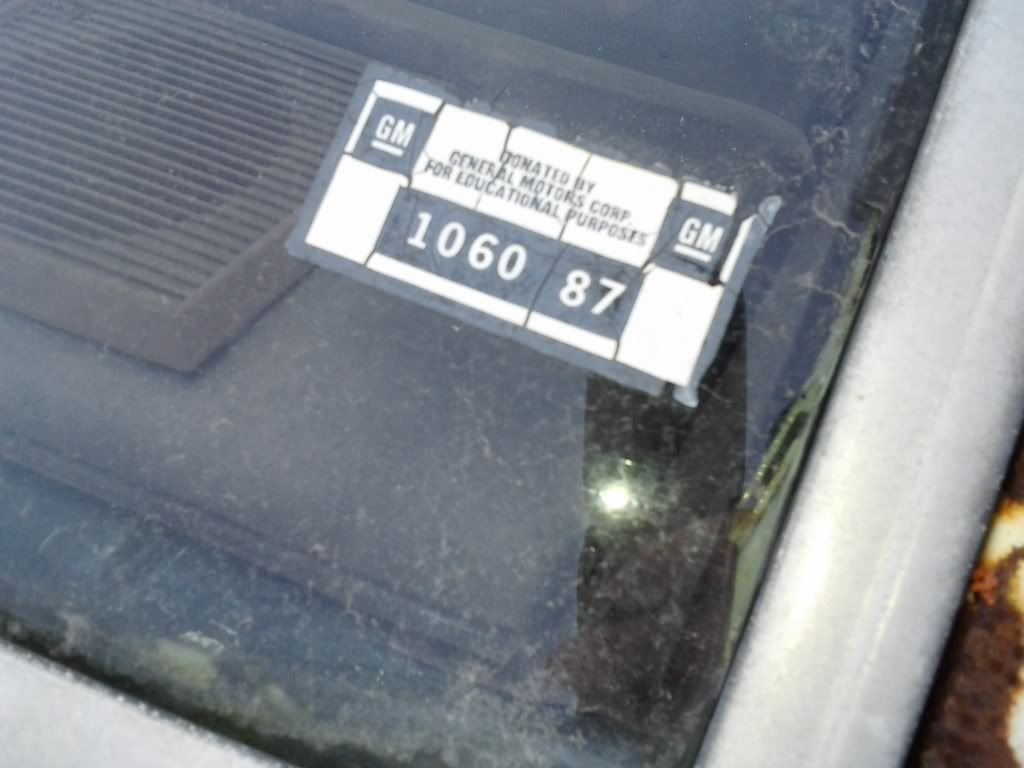 GM
DONATED BY
GENERAL MOTORS CORP.
FOR EDUCATIONAL PURPOSES
GM
1060 87